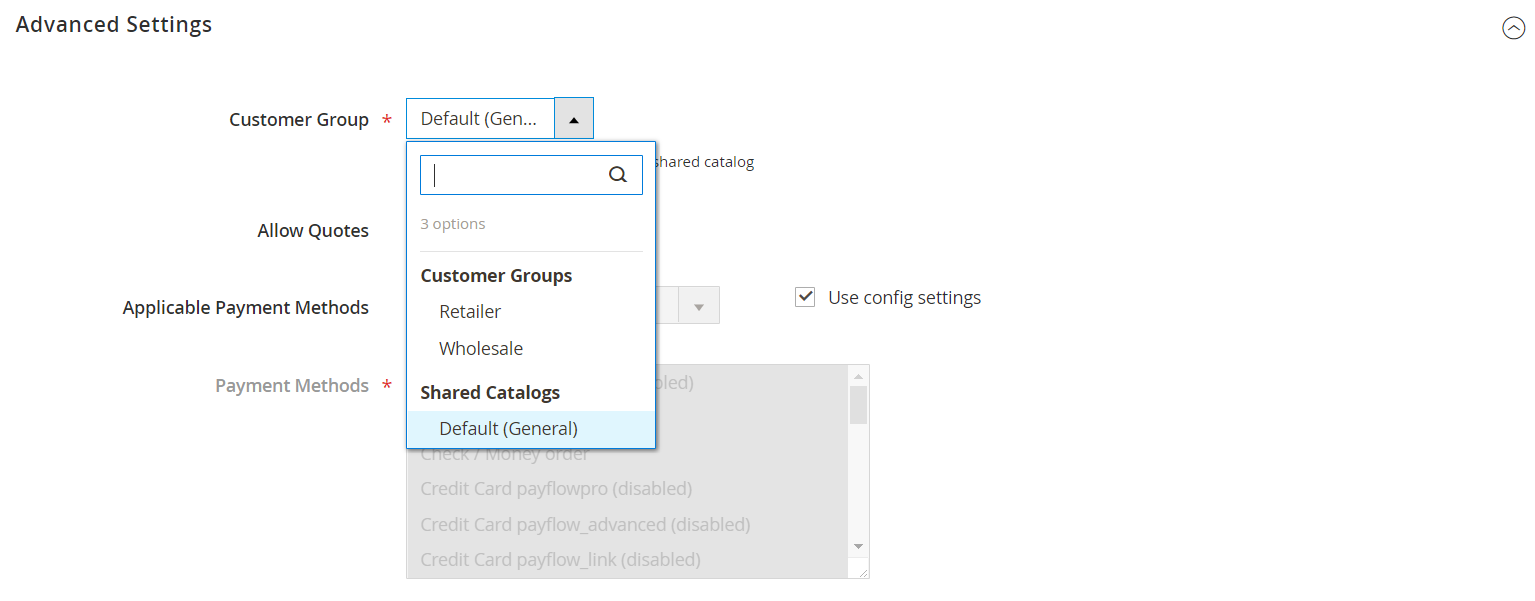 Advanced Settings
Customer Group *
Default (Gen...
shared catalog
3 options
Allow Quotes
Customer Groups
Retailer
Wholesale
Applicable Payment Methods
Use config settings
Shared Catalogs
Default (General)
Payment Methods *
Check / Money order
Credit Card payflowpro (disabled)
Credit Card payflow_advanced (disabled)
Credit Card payflow_link (disabled)